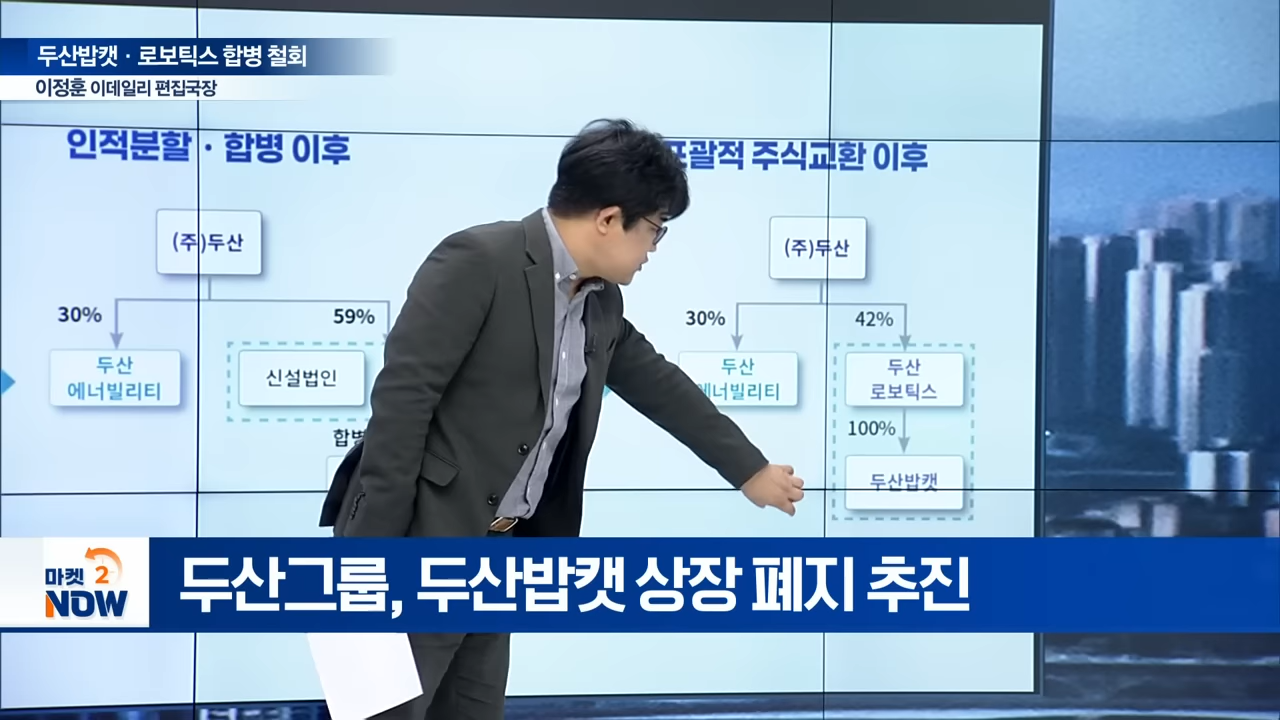 두산밥캣 · 로보틱스 합병 철회
이정훈 이데일리 편집국장
인적분할 · 합병 이후
(주)두산
30%
59%
두산
에너빌리티
신설법인
합병
포괄적 주식교환 이후
(주)두산
30%
42%
두산
에너빌리티
두산
로보틱스
100%
두산밥캣
마켓 2
NOW
두산그룹, 두산밥캣 상장 폐지 추진